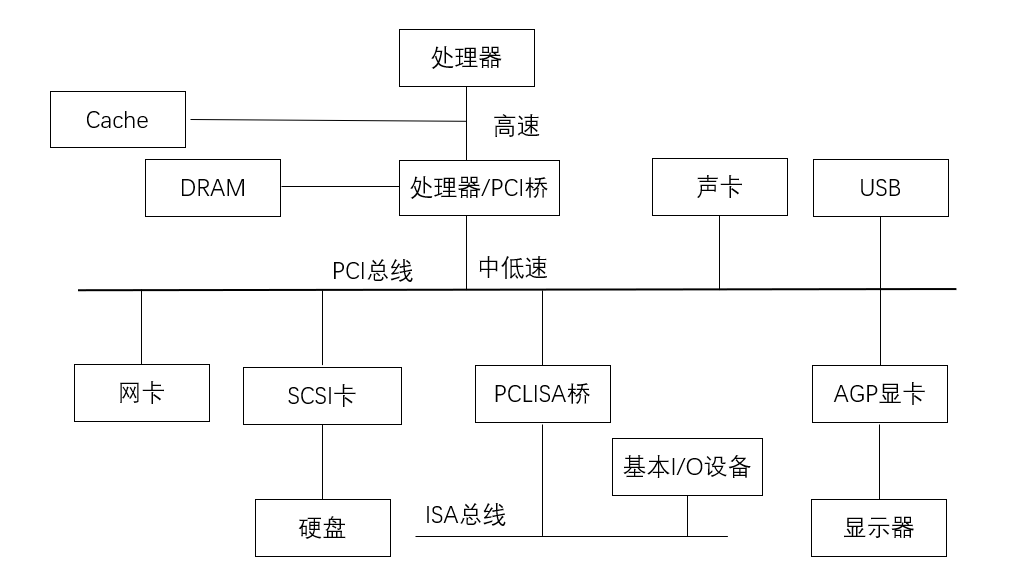 处理器
Cache
高速
DRAM
处理器/PCI桥
声卡
USB
PCI总线
中低速
网卡
SCSI卡
PCLISA桥
AGP显卡
基本I/O设备
ISA总线
硬盘
显示器